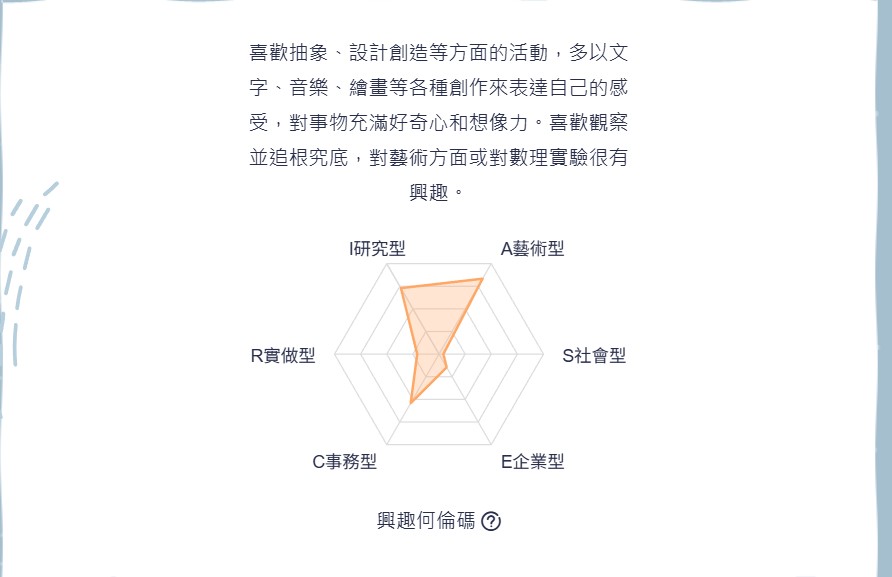 喜歡抽象、設計創造等方面的活動，多以文
字、音樂、繪畫等各種創作來表達自己的感
受，對事物充滿好奇心和想像力。喜歡觀察
並追根究底，對藝術方面或對數理實驗很有
興趣。
I研究型
A藝術型
R實做型
S社會型
C事務型
E企業型
興趣何倫碼 ?